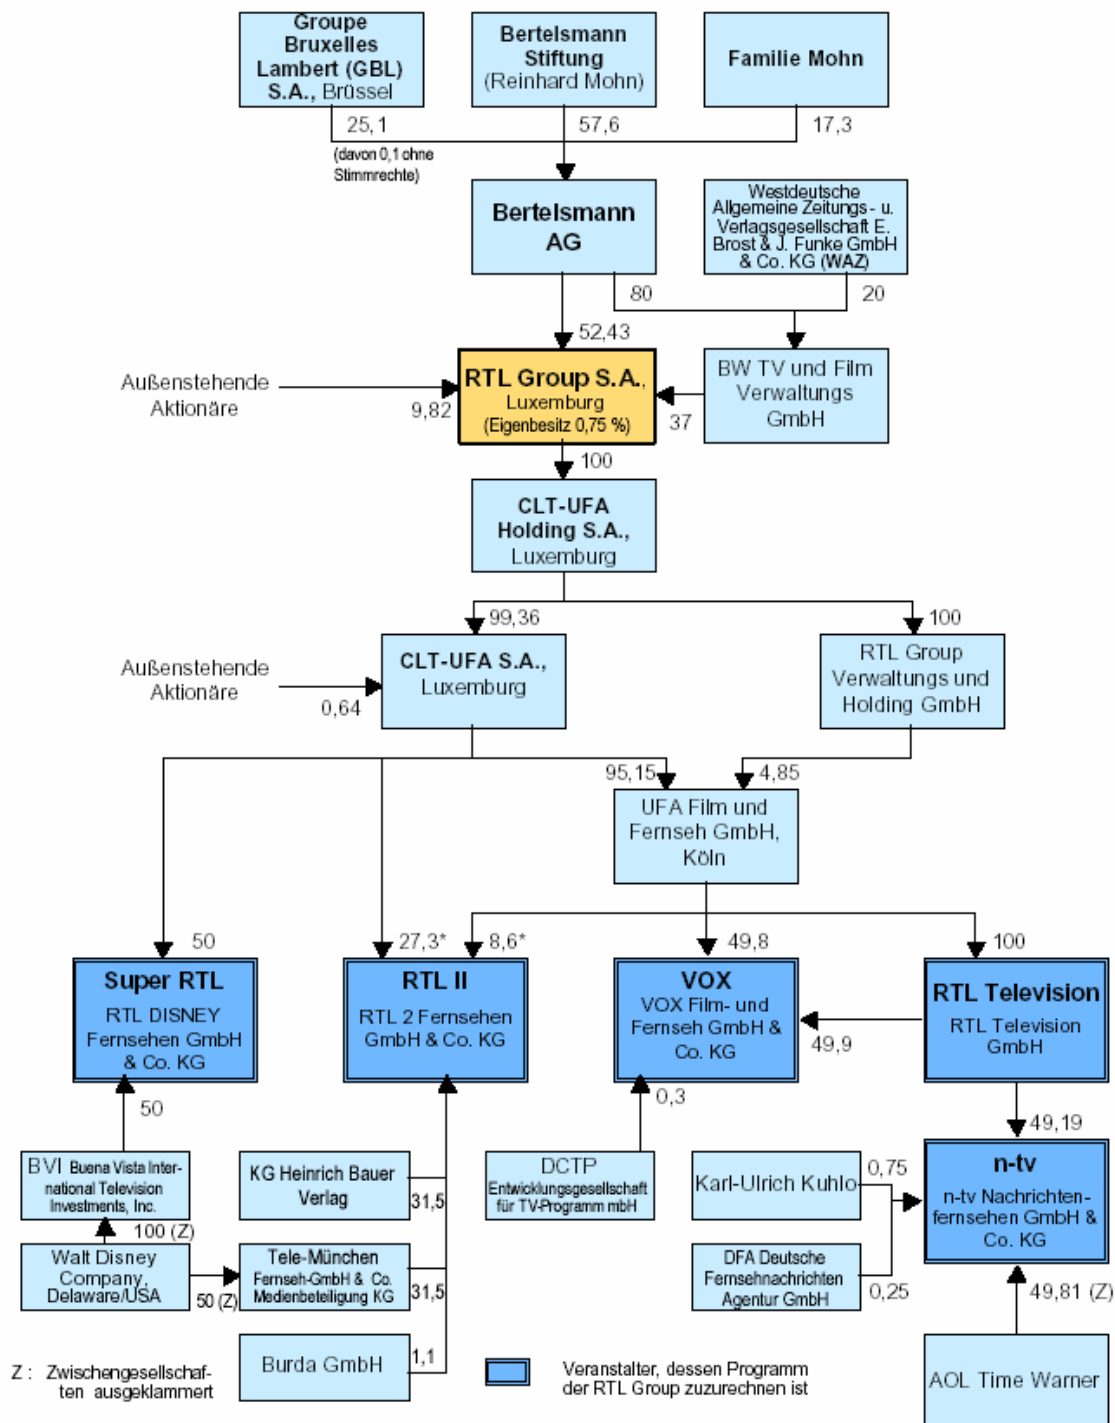 Groupe
Bruxelles
Lambert (GBL)
S.A., Brüssel
Bertelsmann
Stiftung
(Reinhard Mohn)
Familie Mohn
25,1
57,6
17,3
(davon 0,1 ohne
Stimmrechte)
Bertelsmann
AG
Westdeutsche
Allgemeine Zeitungs- u.
Verlagsgesellschaft E.
Brost & J. Funke GmbH
& Co. KG (WAZ)
80
20
52,43
Außenstehende
Aktionäre
9,82
RTL Group S.A.,
Luxemburg
(Eigenbesitz 0,75 %)
37
BW TV und Film
Verwaltungs
GmbH
100
CLT-UFA
Holding S.A.,
Luxemburg
99,36
100
Außenstehende
Aktionäre
0,64
CLT-UFA S.A.,
Luxemburg
RTL Group
Verwaltungs und
Holding GmbH
95,15
4,85
UFA Film und
Fernseh GmbH,
Köln
50
27,3*
8,6*
49,8
100
Super RTL
RTL DISNEY
Fernsehen GmbH
& Co. KG
RTL II
RTL 2 Fernsehen
GmbH & Co. KG
VOX
VOX Film- und
Fernseh GmbH &
Co. KG
49,9
RTL Television
RTL Television
GmbH
50
0,3
49,19
BVI Buena Vista Inter-
national Television
Investments, Inc.
KG Heinrich Bauer
Verlag
31,5
DCTP
Entwicklungsgesellschaft
für TV-Programm mbH
Karl-Ulrich Kuhlo
0,75
n-tv
n-tv Nachrichten-
fernsehen GmbH &
Co. KG
100 (Z)
Walt Disney
Company,
Delaware/USA
50 (Z)
Tele-München
Fernseh-GmbH & Co.
Medienbeteiligung KG
31,5
DFA Deutsche
Fernsehnachrichten
Agentur GmbH
0,25
49,81 (Z)
Burda GmbH
1,1
AOL Time Warner
Z : Zwischengesellschaf-
ten ausgeklammert
Veranstalter, dessen Programm
der RTL Group zuzurechnen ist